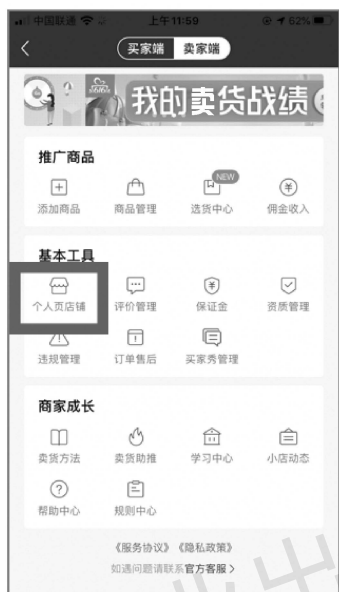 中国联通 上午11:59 62%
买家端 卖家端
我的卖货战绩
推广商品
NEW
添加商品 商品管理 选货中心 佣金收入
基本工具
个人页店铺 评价管理 保证金 资质管理
违规管理 订单售后 买家秀管理
商家成长
卖货方法 卖货助推 学习中心 小店动态
帮助中心 规则中心
《服务协议》《隐私政策》
如遇问题请联系官方客服 >